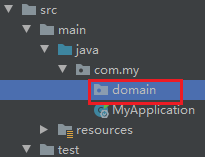 src
main
java
com.my
domain
MyApplication
resources
test